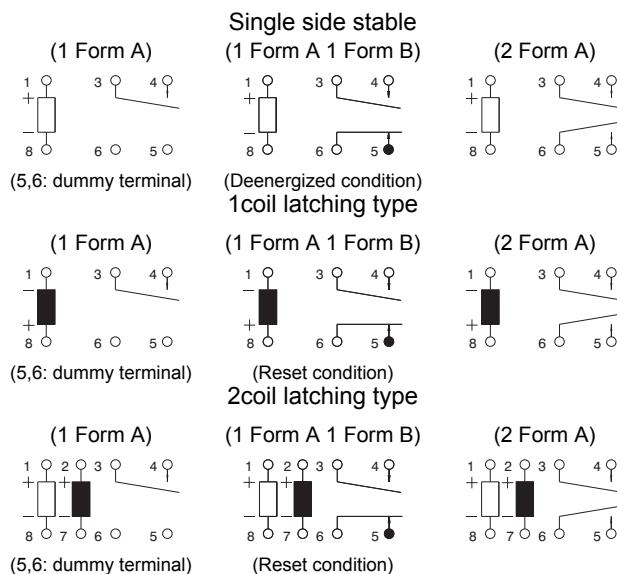 Single side stable
(1 Form A) (1 Form A 1 Form B) (2 Form A)
1 3 4 1 3 4 1 3 4
+ + +
− − −
8 6 5 8 6 5 8 6 5
(5,6: dummy terminal) (Deenergized condition)
1coil latching type
(1 Form A) (1 Form A 1 Form B) (2 Form A)
1 3 4 1 3 4 1 3 4
− − −
+ + +
8 6 5 8 6 5 8 6 5
(5,6: dummy terminal) (Reset condition)
2coil latching type
(1 Form A) (1 Form A 1 Form B) (2 Form A)
1 2 3 4 1 2 3 4 1 2 3 4
+ + + + + +
− − − − − −
8 7 6 5 8 7 6 5 8 7 6 5
(5,6: dummy terminal) (Reset condition)